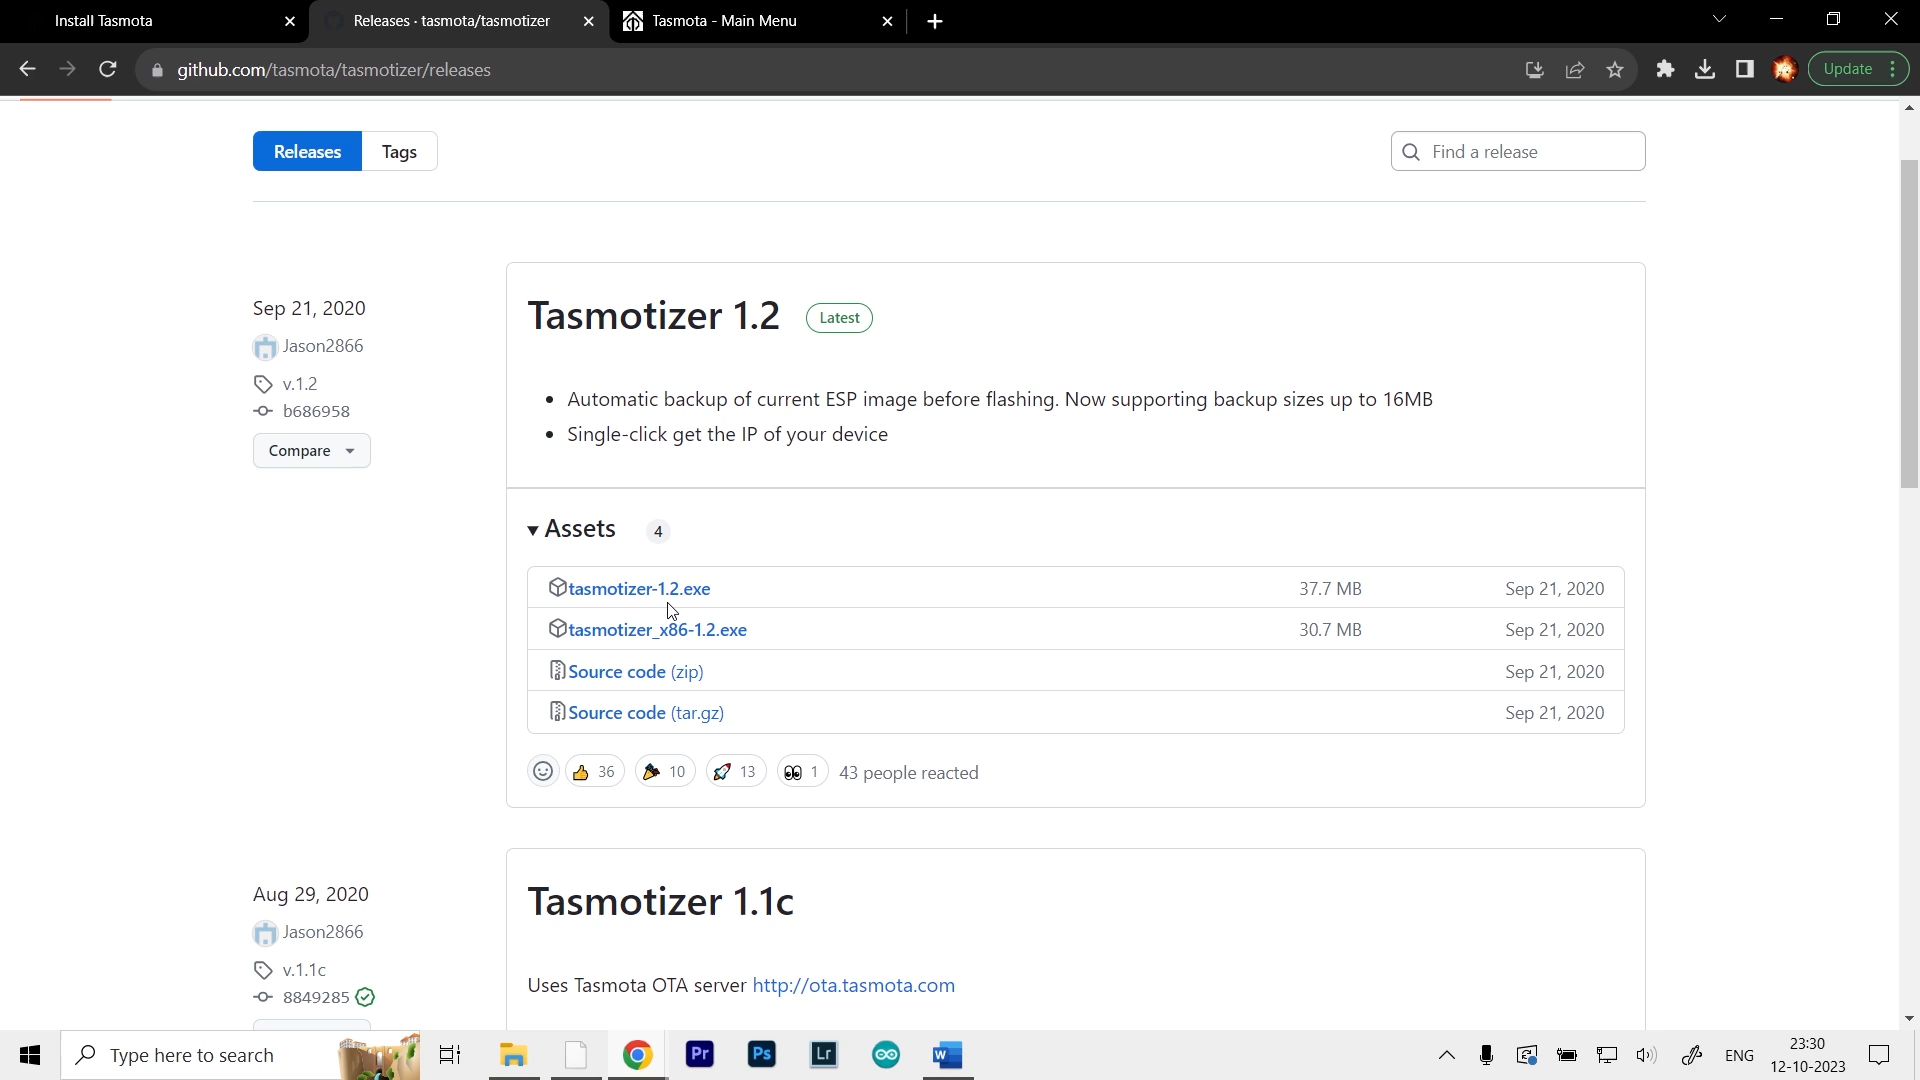 Install Tasmota
Releases · tasmota/tasmotizer
Tasmota - Main Menu
github.com/tasmota/tasmotizer/releases
Update
Releases
Tags
Find a release
Sep 21, 2020
Jason2866
v.1.2
b686958
Compare
Tasmotizer 1.2
Latest
• Automatic backup of current ESP image before flashing. Now supporting backup sizes up to 16MB
• Single-click get the IP of your device
Assets 4
tasmotizer-1.2.exe 37.7 MB Sep 21, 2020
tasmotizer_x86-1.2.exe 30.7 MB Sep 21, 2020
Source code (zip) Sep 21, 2020
Source code (tar.gz) Sep 21, 2020
36 10 13 1 43 people reacted
Aug 29, 2020
Jason2866
v.1.1c
8849285
Tasmotizer 1.1c
Uses Tasmota OTA server http://ota.tasmota.com
Type here to search
Pr
Ps
Lr
W
ENG
23:30
12-10-2023